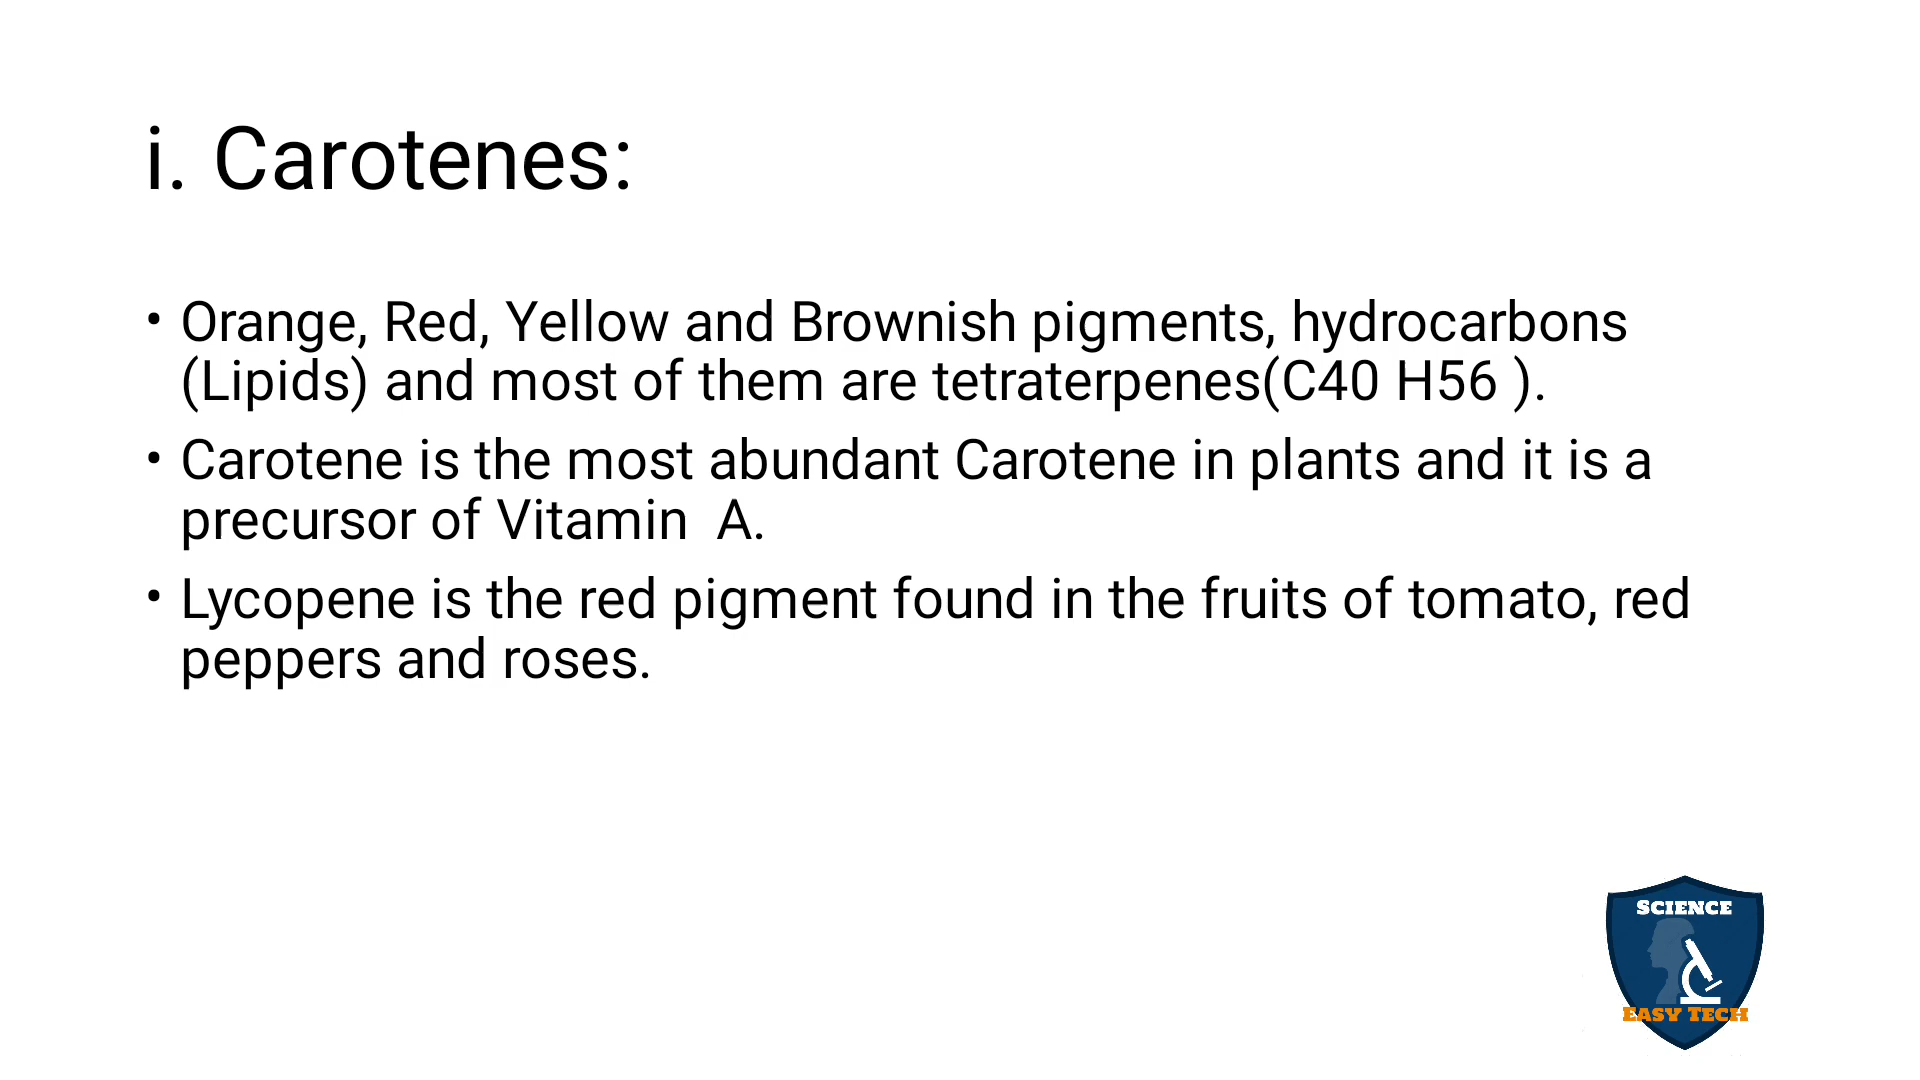 i. Carotenes:
• Orange, Red, Yellow and Brownish pigments, hydrocarbons
(Lipids) and most of them are tetraterpenes(C40 H56 ).
• Carotene is the most abundant Carotene in plants and it is a
precursor of Vitamin  A.
• Lycopene is the red pigment found in the fruits of tomato, red
peppers and roses.
SCIENCE
EASY TECH